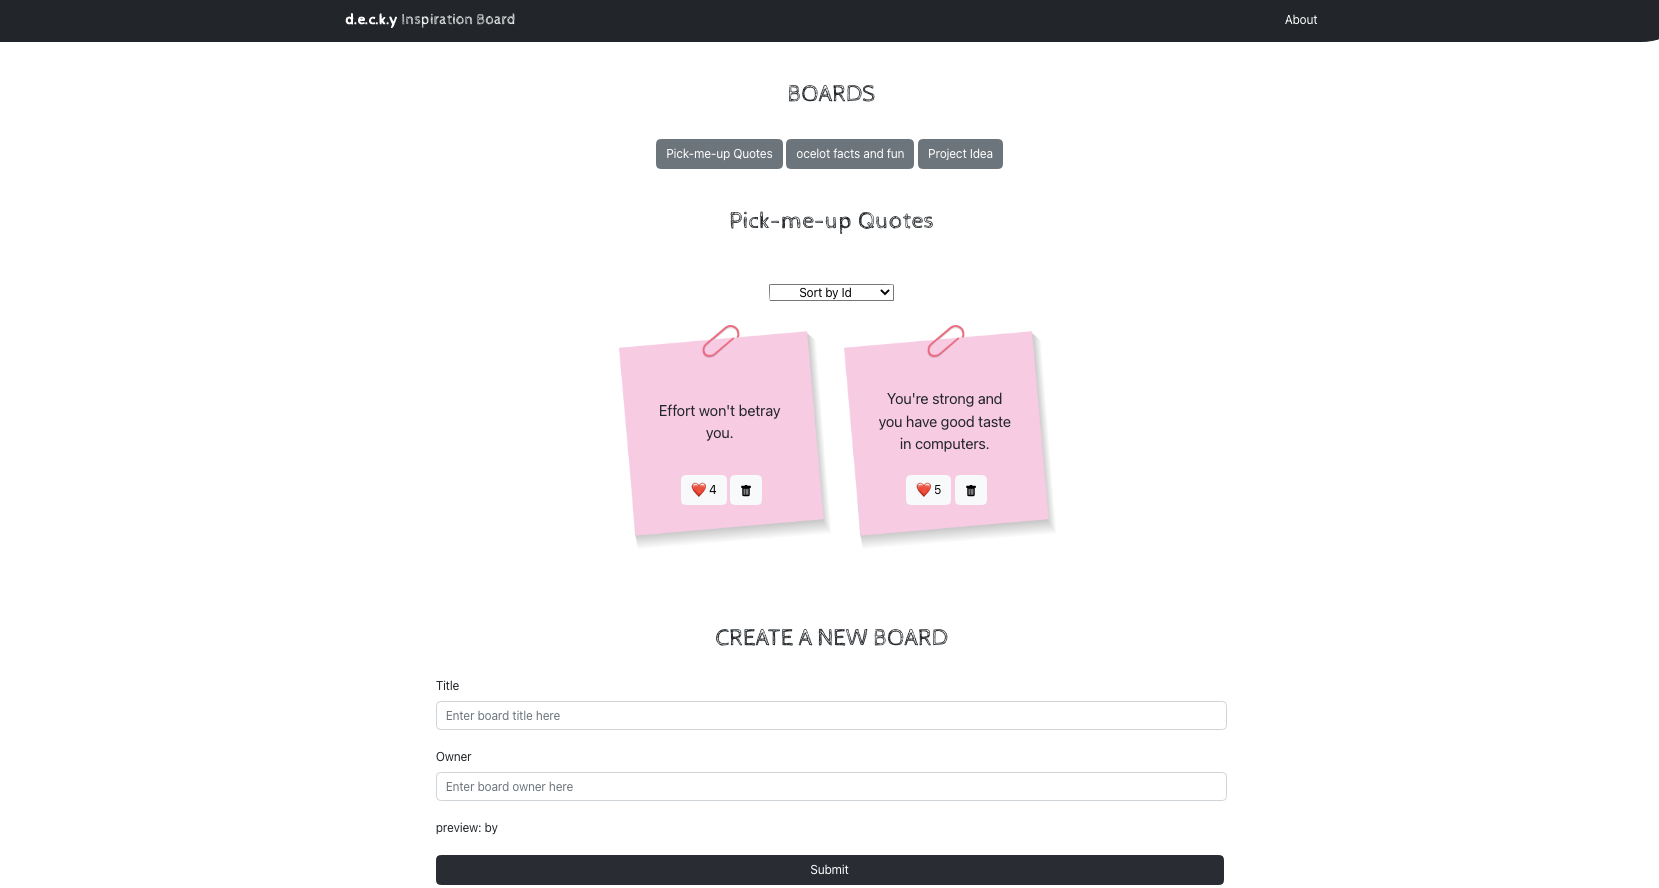 d.e.c.k.y Inspiration Board
About
BOARDS
Pick-me-up Quotes
ocelot facts and fun
Project Idea
Pick-me-up Quotes
Sort by Id
Effort won't betray
you.
4
You're strong and
you have good taste
in computers.
5
CREATE A NEW BOARD
Title
Enter board title here
Owner
Enter board owner here
preview: by
Submit